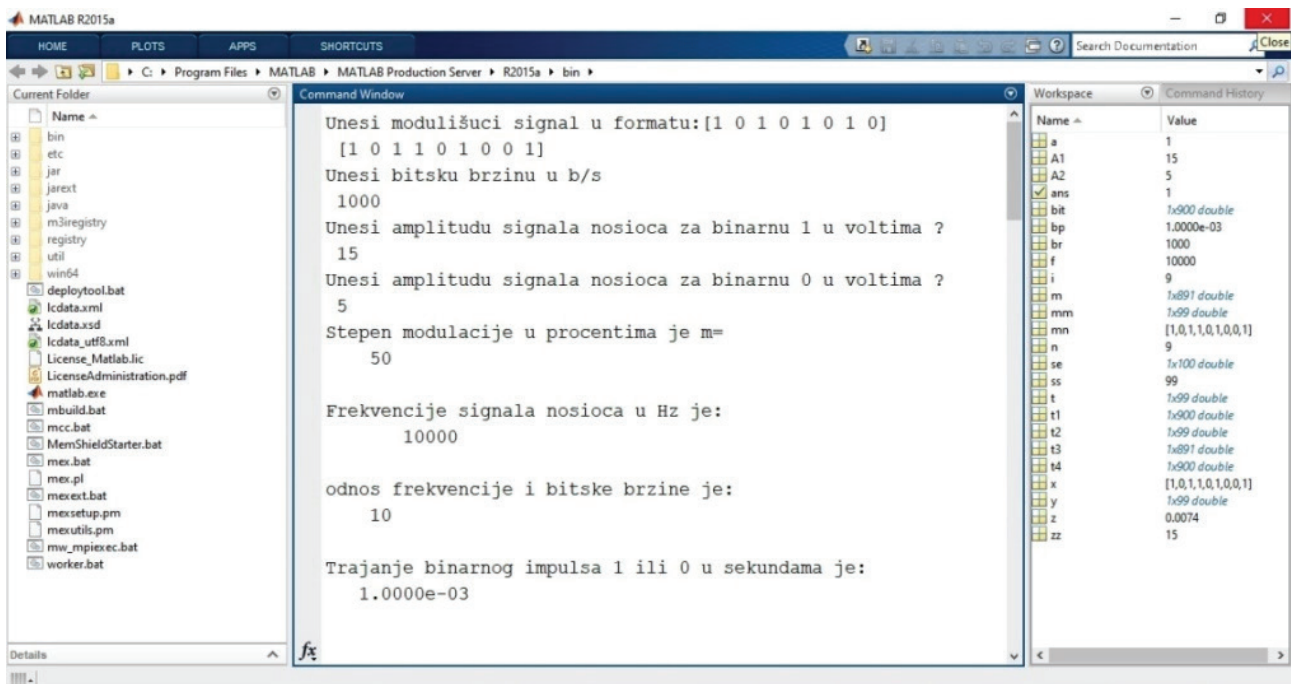 MATLAB R2015a
HOME PLOTS APPS SHORTCUTS Search Documentation Close
C: Program Files MATLAB MATLAB Production Server R2015a bin
Current Folder
Name
bin
etc
jar
jarext
java
m3iregistry
registry
util
win64
deploytool.bat
lcdata.xml
lcdata.xsd
lcdata_utf8.xml
License_Matlab.lic
LicenseAdministration.pdf
matlab.exe
mbuild.bat
mcc.bat
MemShieldStarter.bat
mex.bat
mex.pl
mexext.bat
mexsetup.pm
mexutils.pm
mw_mpiexec.bat
worker.bat
Details
Command Window
Unesi modulišuci signal u formatu:[1 0 1 0 1 0 1 0]
[1 0 1 1 0 1 0 0 1]
Unesi bitsku brzinu u b/s
1000
Unesi amplitudu signala nosioca za binarnu 1 u voltima ?
15
Unesi amplitudu signala nosioca za binarnu 0 u voltima ?
5
Stepen modulacije u procentima je m=
50
Frekvencije signala nosioca u Hz je:
10000
odnos frekvencije i bitske brzine je:
10
Trajanje binarnog impulsa 1 ili 0 u sekundama je:
1.0000e-03
fx
Workspace Command History
Name Value
a 1
A1 15
A2 5
ans 1
bit 1x900 double
bp 1.0000e-03
br 1000
f 10000
i 9
m 1x891 double
mm 1x99 double
mn [1,0,1,1,0,1,0,0,1]
n 9
se 1x100 double
ss 99
t 1x99 double
t1 1x900 double
t2 1x99 double
t3 1x891 double
t4 1x900 double
x [1,0,1,1,0,1,0,0,1]
y 1x99 double
z 0.0074
zz 15